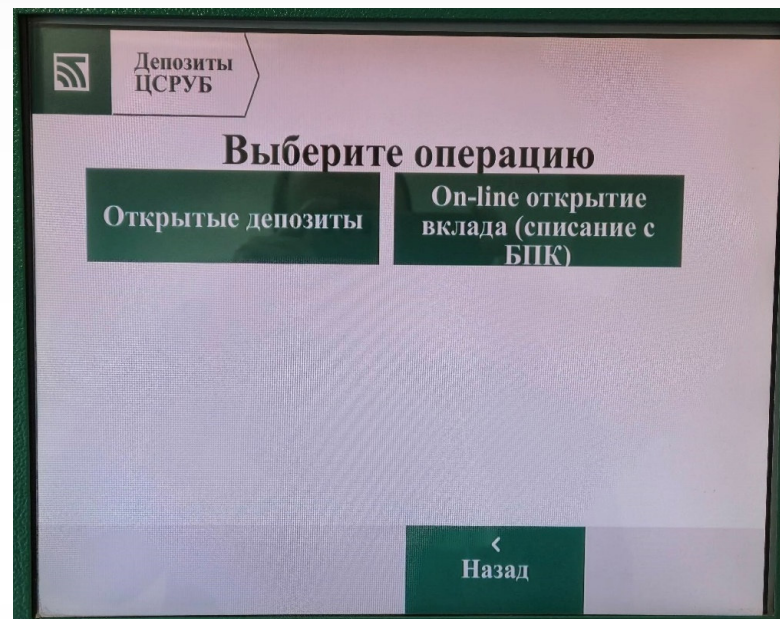 Депозиты
ЦСРУБ
Выберите операцию
Открытые депозиты
On-line открытие
вклада (списание с
БПК)
<
Назад